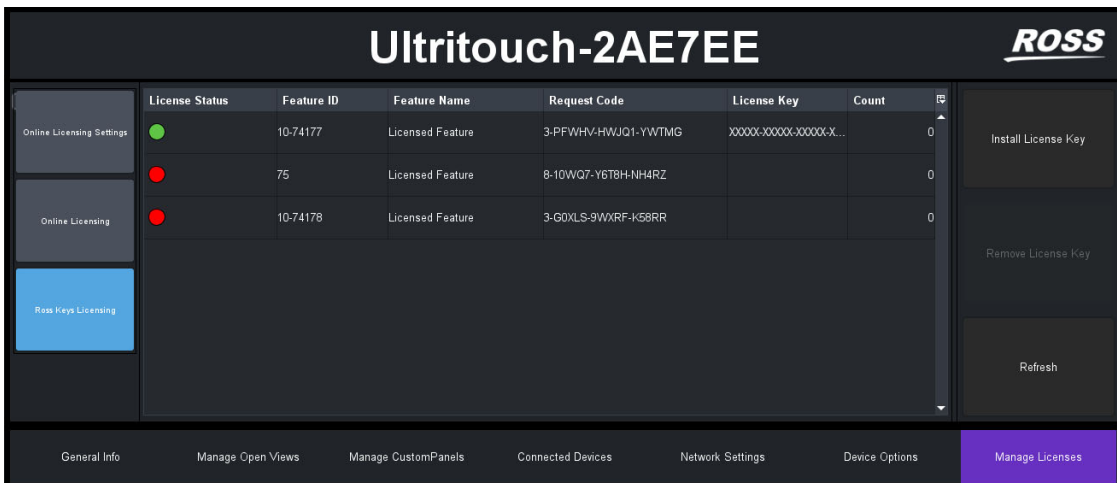 Ultritouch-2AE7EE
ROSS
Online Licensing Settings
Online Licensing
Ross Keys Licensing
License Status Feature ID Feature Name Request Code License Key Count
10-74177 Licensed Feature 3-PFWHV-HWJQ1-YWTMG XXXXX-XXXXX-XXXXX-X... 0
75 Licensed Feature 8-10WQ7-Y6T8H-NH4RZ 0
10-74178 Licensed Feature 3-G0XLS-9WXRF-K58RR 0
Install License Key
Remove License Key
Refresh
General Info Manage Open Views Manage CustomPanels Connected Devices Network Settings Device Options Manage Licenses